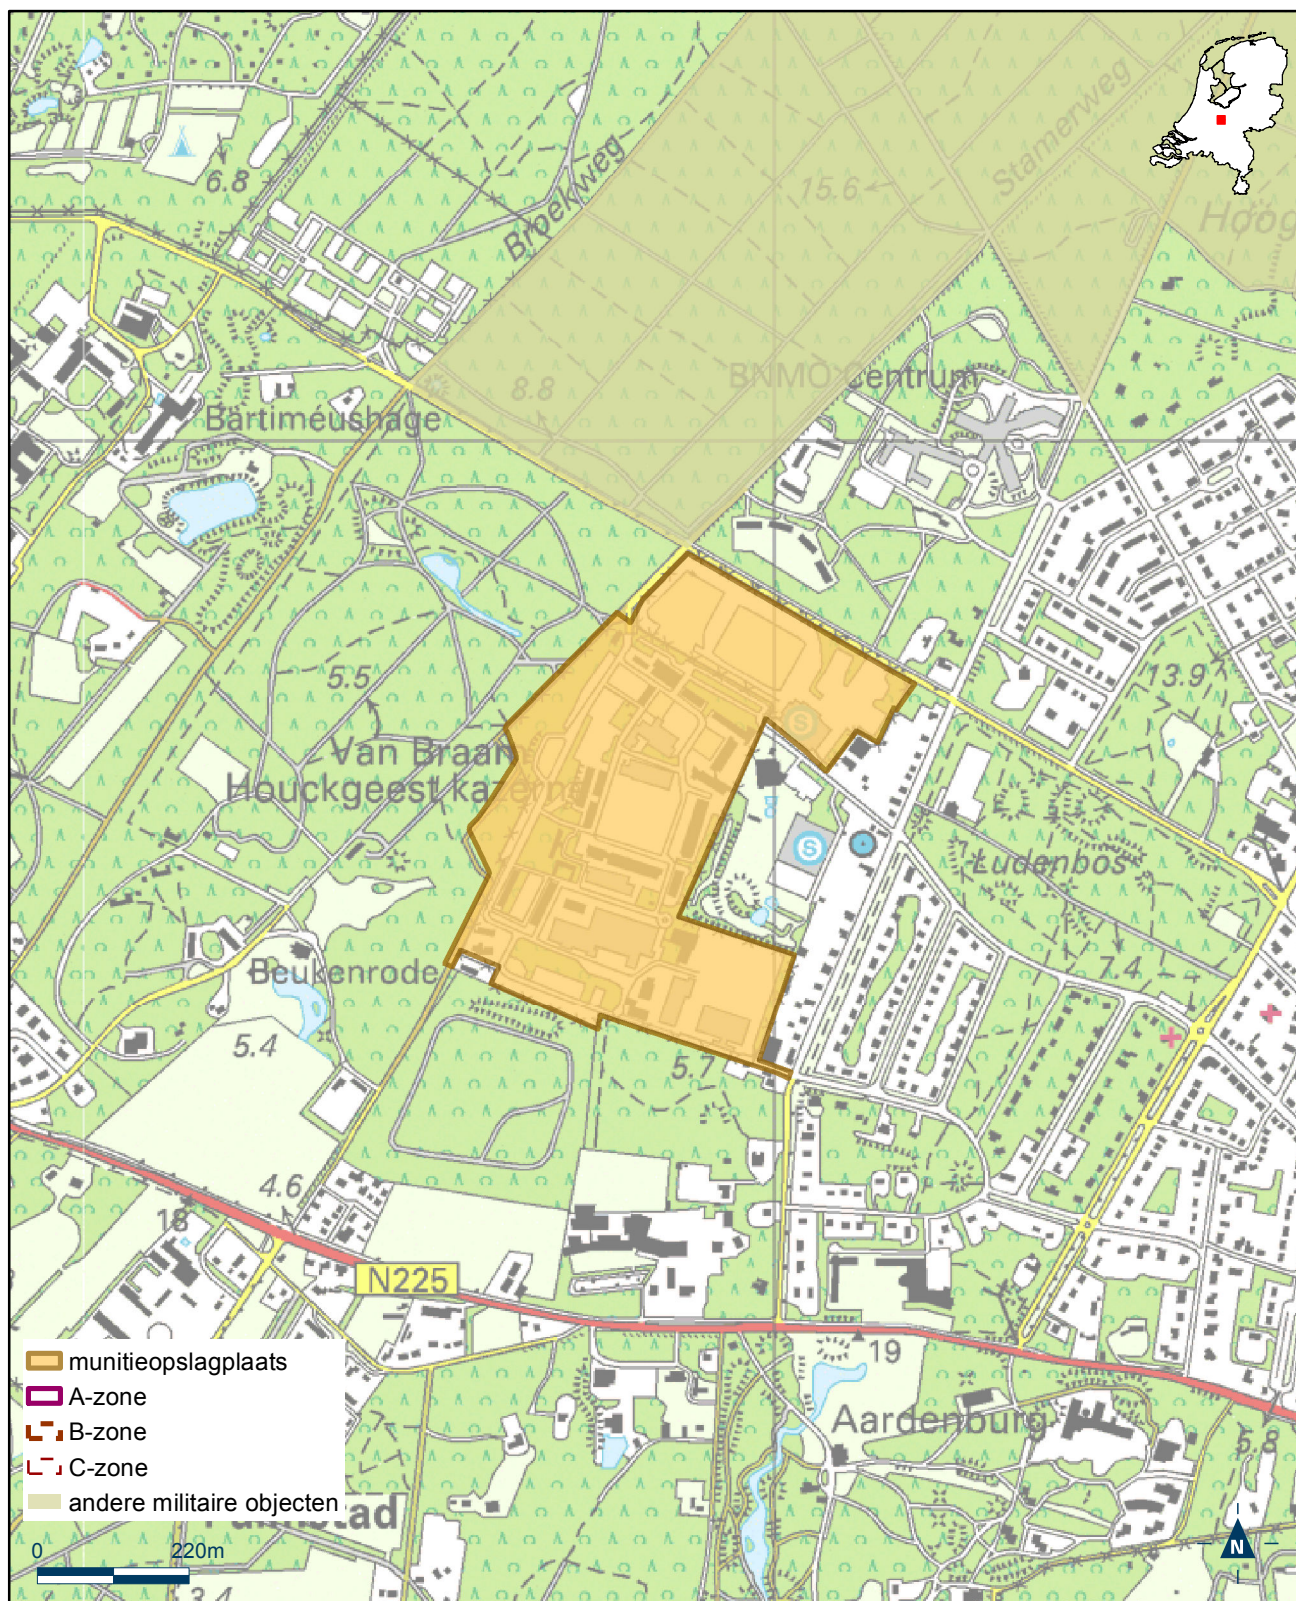 6.8
Broekweg
15.6
Stamerweg
Hoog
BNMO Centrum
8.8
Bartiméushage
5.5
13.9
Van Braam
Houckgeest kazerne
S
S
Ludenbos
Beukenrode
7.4
5.4
5.7
4.6
18
N225
19
Aardenburg
5.8
munitieopslagplaats
A-zone
B-zone
C-zone
andere militaire objecten
0 220m
3.4
N